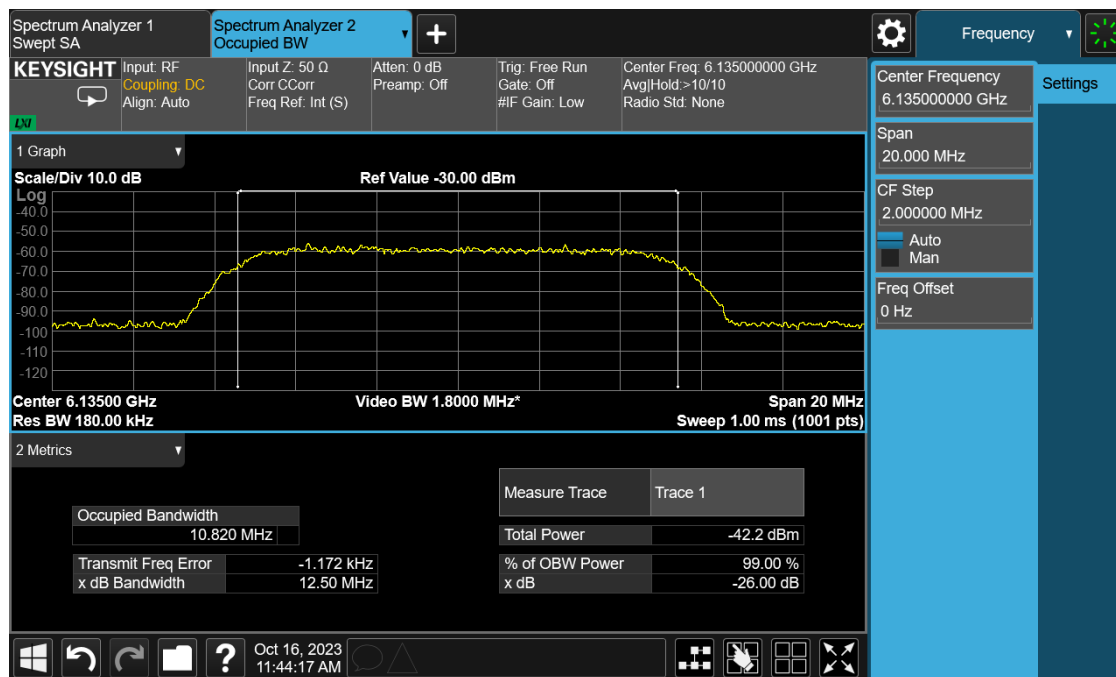 Spectrum Analyzer 1
Swept SA
Spectrum Analyzer 2
Occupied BW
Frequency
KEYSIGHT
LXI
Input: RF
Coupling: DC
Align: Auto
Input Z: 50 Ω
Corr CCorr
Freq Ref: Int (S)
Atten: 0 dB
Preamp: Off
Trig: Free Run
Gate: Off
#IF Gain: Low
Center Freq: 6.135000000 GHz
Avg|Hold:>10/10
Radio Std: None
Center Frequency
6.135000000 GHz
Settings
Span
20.000 MHz
CF Step
2.000000 MHz
Auto
Man
Freq Offset
0 Hz
1 Graph
Scale/Div 10.0 dB
Ref Value -30.00 dBm
Log
-40.0
-50.0
-60.0
-70.0
-80.0
-90.0
-100
-110
-120
Center 6.13500 GHz
Video BW 1.8000 MHz*
Span 20 MHz
Res BW 180.00 kHz
Sweep 1.00 ms (1001 pts)
2 Metrics
Measure Trace Trace 1
Occupied Bandwidth
10.820 MHz
Total Power -42.2 dBm
Transmit Freq Error -1.172 kHz
% of OBW Power 99.00 %
x dB Bandwidth 12.50 MHz
x dB -26.00 dB
?
Oct 16, 2023
11:44:17 AM